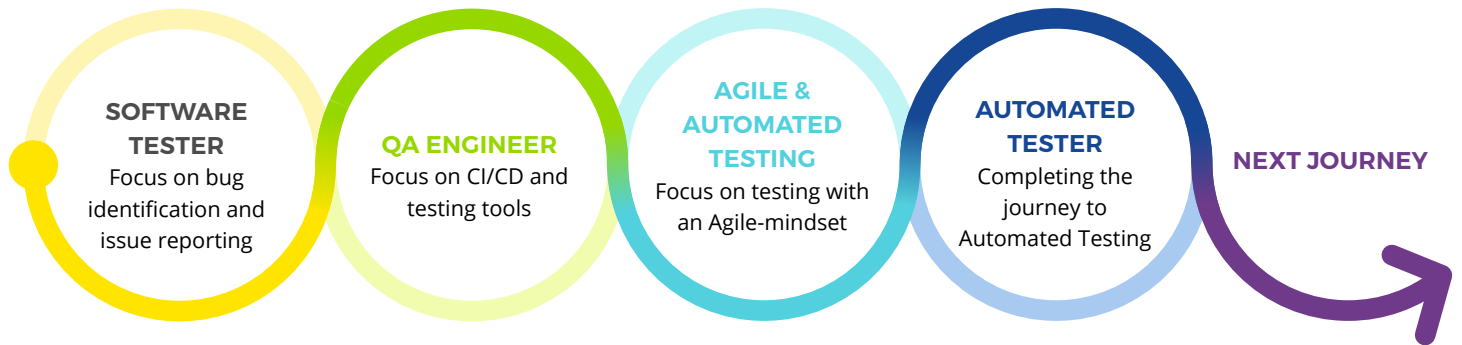 SOFTWARE
TESTER
Focus on bug
identification and
issue reporting
QA ENGINEER
Focus on CI/CD and
testing tools
AGILE &
AUTOMATED
TESTING
Focus on testing with
an Agile-mindset
AUTOMATED
TESTER
Completing the
journey to
Automated Testing
NEXT JOURNEY